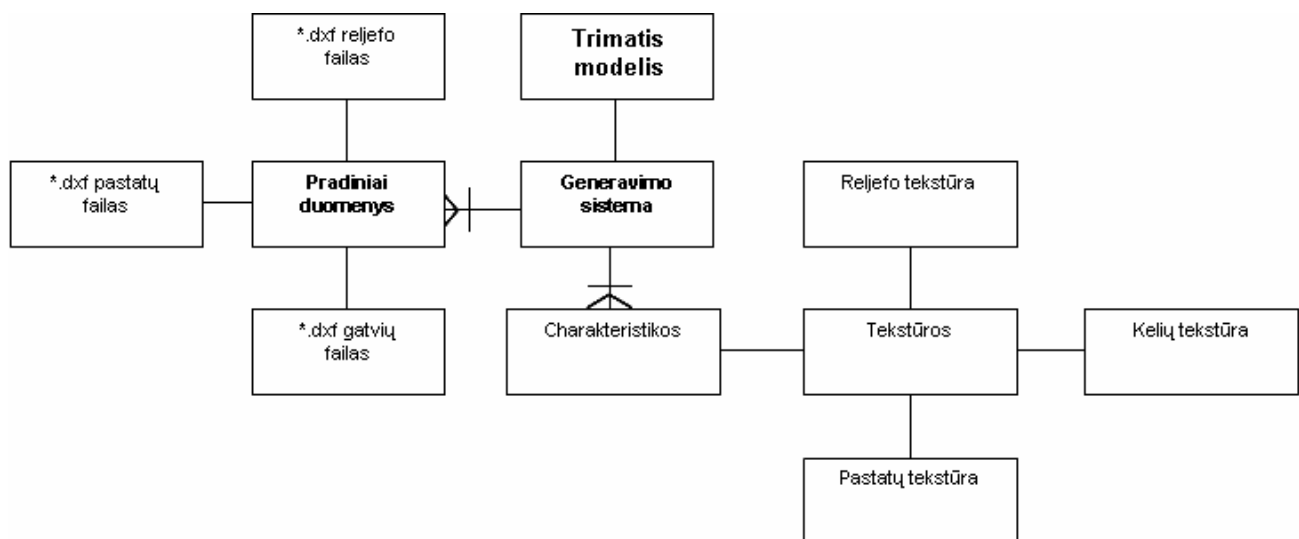 *.dxf reljefo
failas
Trimatis
modelis
*.dxf pastatų
failas
Pradiniai
duomenys
Generavimo
sistema
Reljefo tekstūra
*.dxf gatvių
failas
Charakteristikos
Tekstūros
Kelių tekstūra
Pastatų tekstūra